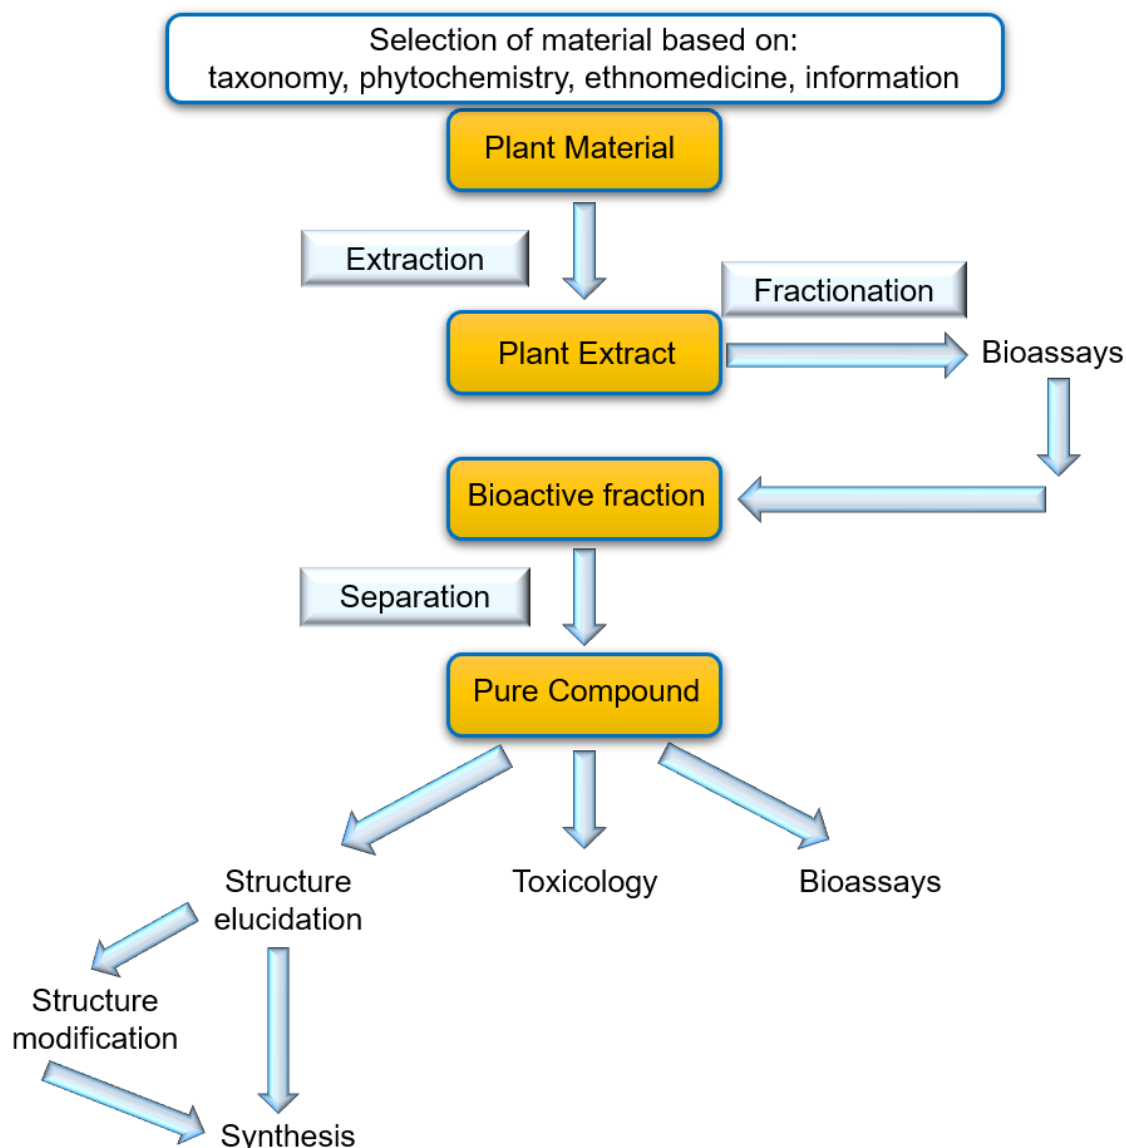 Selection of material based on:
taxonomy, phytochemistry, ethnomedicine, information
Plant Material
Extraction
Fractionation
Plant Extract
Bioassays
Bioactive fraction
Separation
Pure Compound
Structure
elucidation
Toxicology
Bioassays
Structure
modification
Synthesis